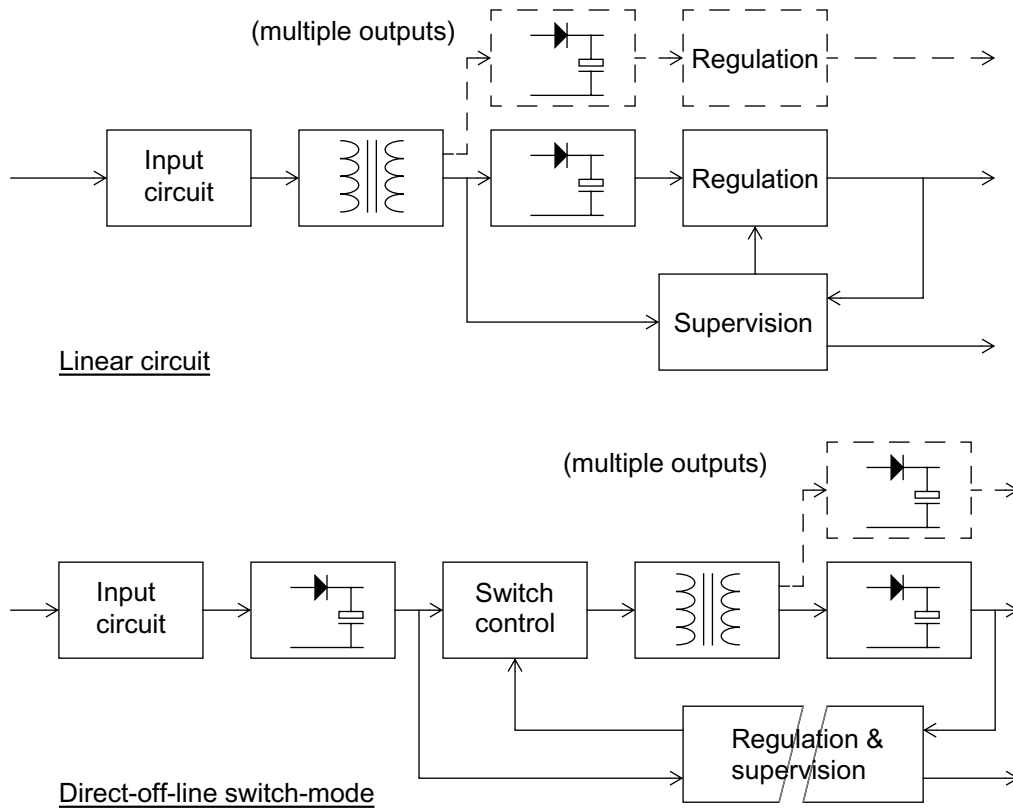 (multiple outputs)
Regulation
Input
circuit
Regulation
Supervision
Linear circuit
(multiple outputs)
Input
circuit
Switch
control
Regulation &
supervision
Direct-off-line switch-mode